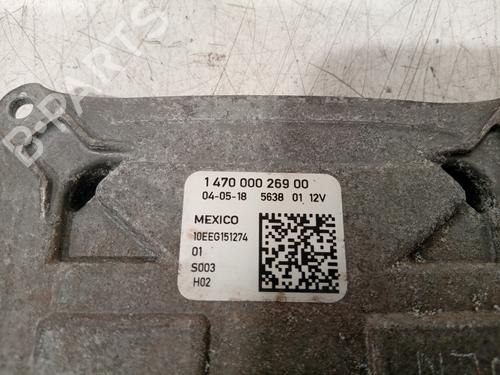 B-PARTS
1 470 000 269 00
04-05-18 5638 01 12V
MEXICO
10EEG151274
01
S003
H02